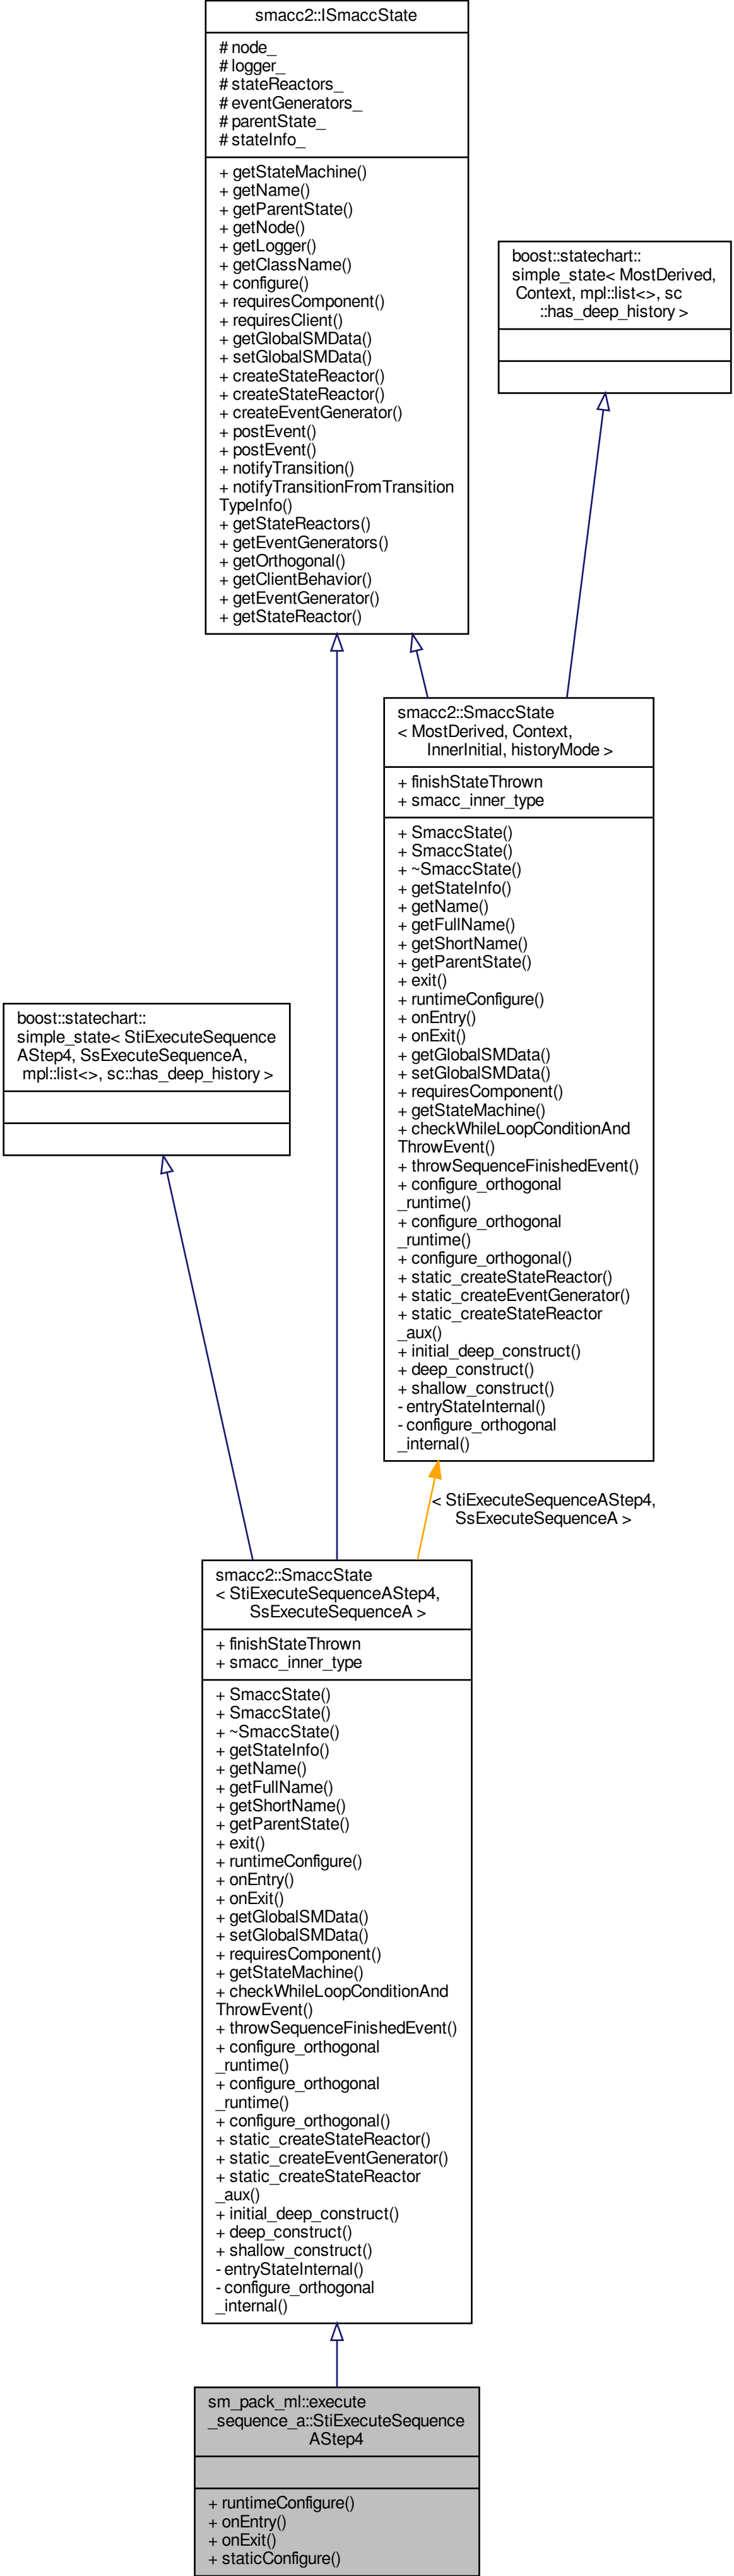 smacc2::ISmaccState
# node_
# logger_
# stateReactors_
# eventGenerators_
# parentState_
# stateInfo_
+ getStateMachine()
+ getName()
+ getParentState()
+ getNode()
+ getLogger()
+ getClassName()
+ configure()
+ requiresComponent()
+ requiresClient()
+ getGlobalSMData()
+ setGlobalSMData()
+ createStateReactor()
+ createStateReactor()
+ createEventGenerator()
+ postEvent()
+ postEvent()
+ notifyTransition()
+ notifyTransitionFromTransition
TypeInfo()
+ getStateReactors()
+ getEventGenerators()
+ getOrthogonal()
+ getClientBehavior()
+ getEventGenerator()
+ getStateReactor()
boost::statechart::
simple_state< MostDerived,
Context, mpl::list<>, sc
::has_deep_history >
smacc2::SmaccState
< MostDerived, Context,
InnerInitial, historyMode >
+ finishStateThrown
+ smacc_inner_type
+ SmaccState()
+ SmaccState()
+ ~SmaccState()
+ getStateInfo()
+ getName()
+ getFullName()
+ getShortName()
+ getParentState()
+ exit()
+ runtimeConfigure()
+ onEntry()
+ onExit()
+ getGlobalSMData()
+ setGlobalSMData()
+ requiresComponent()
+ getStateMachine()
+ checkWhileLoopConditionAnd
ThrowEvent()
+ throwSequenceFinishedEvent()
+ configure_orthogonal
_runtime()
+ configure_orthogonal
_runtime()
+ configure_orthogonal()
+ static_createStateReactor()
+ static_createEventGenerator()
+ static_createStateReactor
_aux()
+ initial_deep_construct()
+ deep_construct()
+ shallow_construct()
- entryStateInternal()
- configure_orthogonal
_internal()
boost::statechart::
simple_state< StiExecuteSequence
AStep4, SsExecuteSequenceA,
mpl::list<>, sc::has_deep_history >
< StiExecuteSequenceAStep4,
SsExecuteSequenceA >
smacc2::SmaccState
< StiExecuteSequenceAStep4,
SsExecuteSequenceA >
+ finishStateThrown
+ smacc_inner_type
+ SmaccState()
+ SmaccState()
+ ~SmaccState()
+ getStateInfo()
+ getName()
+ getFullName()
+ getShortName()
+ getParentState()
+ exit()
+ runtimeConfigure()
+ onEntry()
+ onExit()
+ getGlobalSMData()
+ setGlobalSMData()
+ requiresComponent()
+ getStateMachine()
+ checkWhileLoopConditionAnd
ThrowEvent()
+ throwSequenceFinishedEvent()
+ configure_orthogonal
_runtime()
+ configure_orthogonal
_runtime()
+ configure_orthogonal()
+ static_createStateReactor()
+ static_createEventGenerator()
+ static_createStateReactor
_aux()
+ initial_deep_construct()
+ deep_construct()
+ shallow_construct()
- entryStateInternal()
- configure_orthogonal
_internal()
sm_pack_ml::execute
_sequence_a::StiExecuteSequence
AStep4
+ runtimeConfigure()
+ onEntry()
+ onExit()
+ staticConfigure()